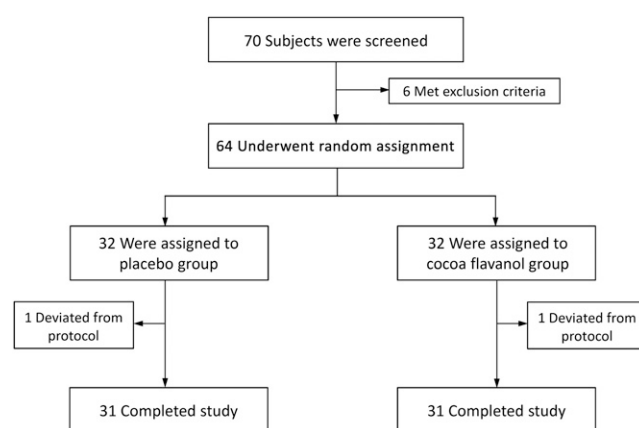 70 Subjects were screened
6 Met exclusion criteria
64 Underwent random assignment
32 Were assigned to
placebo group
32 Were assigned to
cocoa flavanol group
1 Deviated from
protocol
1 Deviated from
protocol
31 Completed study
31 Completed study